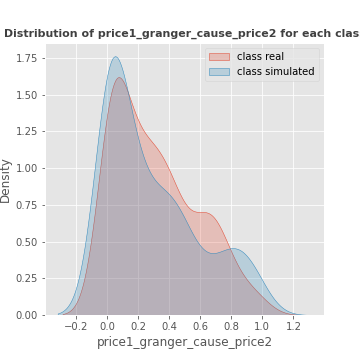 Distribution of price1_granger_cause_price2 for each clas
class real
class simulated
1.75
1.50
1.25
1.00
0.75
0.50
0.25
0.00
Density
−0.2 0.0 0.2 0.4 0.6 0.8 1.0 1.2
price1_granger_cause_price2